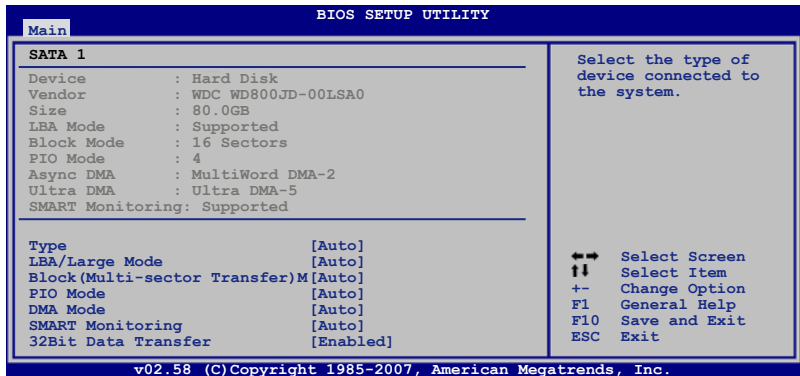 BIOS SETUP UTILITY
Main
SATA 1
Device : Hard Disk
Vendor : WDC WD800JD-00LSA0
Size : 80.0GB
LBA Mode : Supported
Block Mode : 16 Sectors
PIO Mode : 4
Async DMA : MultiWord DMA-2
Ultra DMA : Ultra DMA-5
SMART Monitoring: Supported
Type [Auto]
LBA/Large Mode [Auto]
Block(Multi-sector Transfer)M[Auto]
PIO Mode [Auto]
DMA Mode [Auto]
SMART Monitoring [Auto]
32Bit Data Transfer [Enabled]
Select the type of
device connected to
the system.
←→ Select Screen
↑↓ Select Item
+- Change Option
F1 General Help
F10 Save and Exit
ESC Exit
v02.58 (C)Copyright 1985-2007, American Megatrends, Inc.